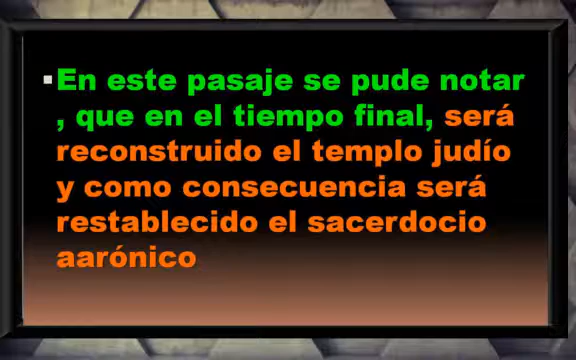 ▪En este pasaje se pude notar
, que en el tiempo final, será
reconstruido el templo judío
y como consecuencia será
restablecido el sacerdocio
aarónico